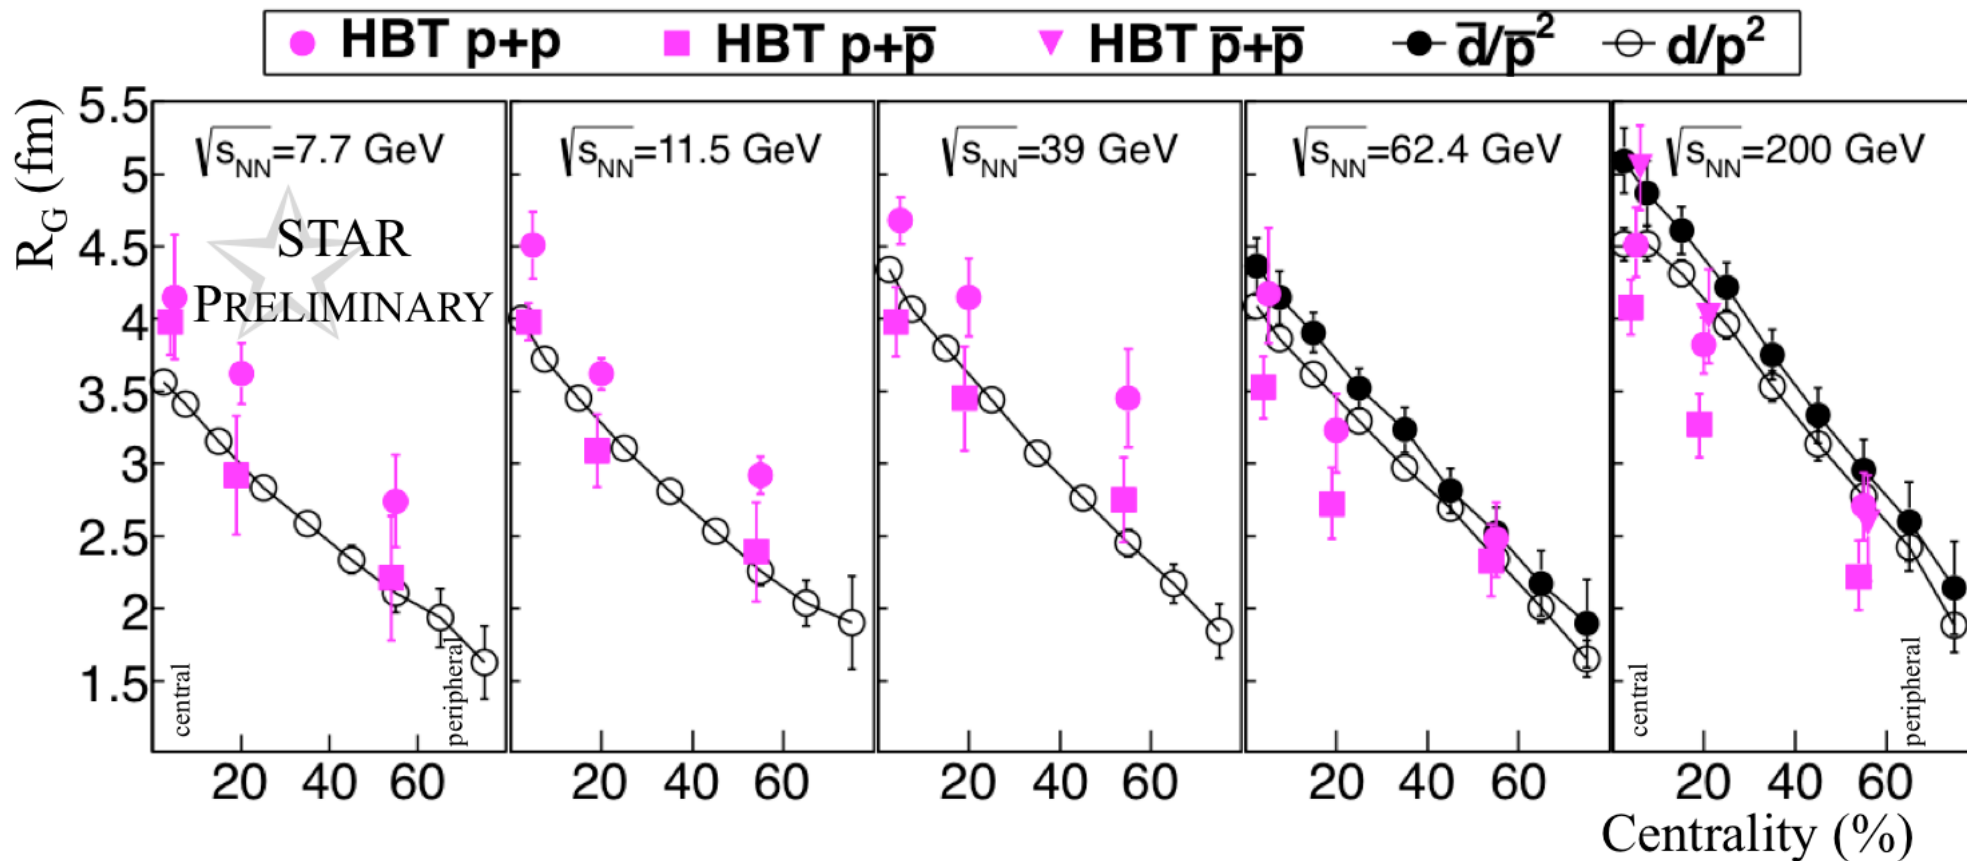 HBT p+p HBT p+p̅ HBT p̅+p̅ d̅/p̅² d/p²
R_G (fm)
5.5
5
4.5
4
3.5
3
2.5
2
1.5
√s_NN=7.7 GeV
STAR
PRELIMINARY
central
peripheral
20 40 60
√s_NN=11.5 GeV
20 40 60
√s_NN=39 GeV
20 40 60
√s_NN=62.4 GeV
20 40 60
√s_NN=200 GeV
central
peripheral
20 40 60
Centrality (%)